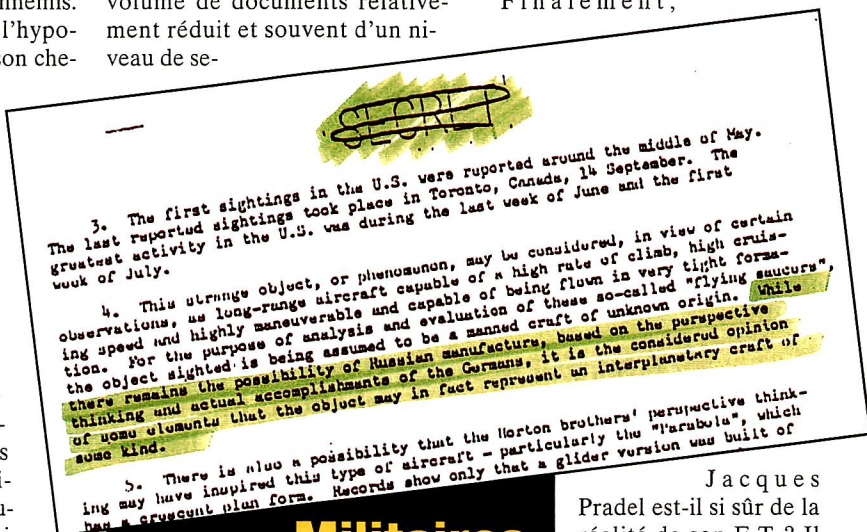 nnemis.
l'hypo-
son che-
volume de documents relative-
ment réduit et souvent d'un ni-
veau de se-
Finalement,
SECRET
3. The first sightings in the U.S. were reported around the middle of May.
The last reported sightings took place in Toronto, Canada, 14 September. The
greatest activity in the U.S. was during the last week of June and the first
week of July.
4. This strange object, or phenomenon, may be considered, in view of certain
observations, as long-range aircraft capable of a high rate of climb, high cruis-
ing speed and highly maneuverable and capable of being flown in very tight forma-
tion. For the purpose of analysis and evaluation of these so-called "flying saucers",
the object sighted is being assumed to be a manned craft of unknown origin. While
there remains the possibility of Russian manufacture, based on the perspective
thinking and actual accomplishments of the Germans, it is the considered opinion
of some elements that the object may in fact represent an interplanetary craft of
some kind.
5. There is also a possibility that the Horton brothers' perspective think-
ing may have inspired this type of aircraft - particularly the "Parabola", which
has a crescent plan form. Records show only that a glider version was built of
Militaires
Jacques
Pradel est-il si sûr de la